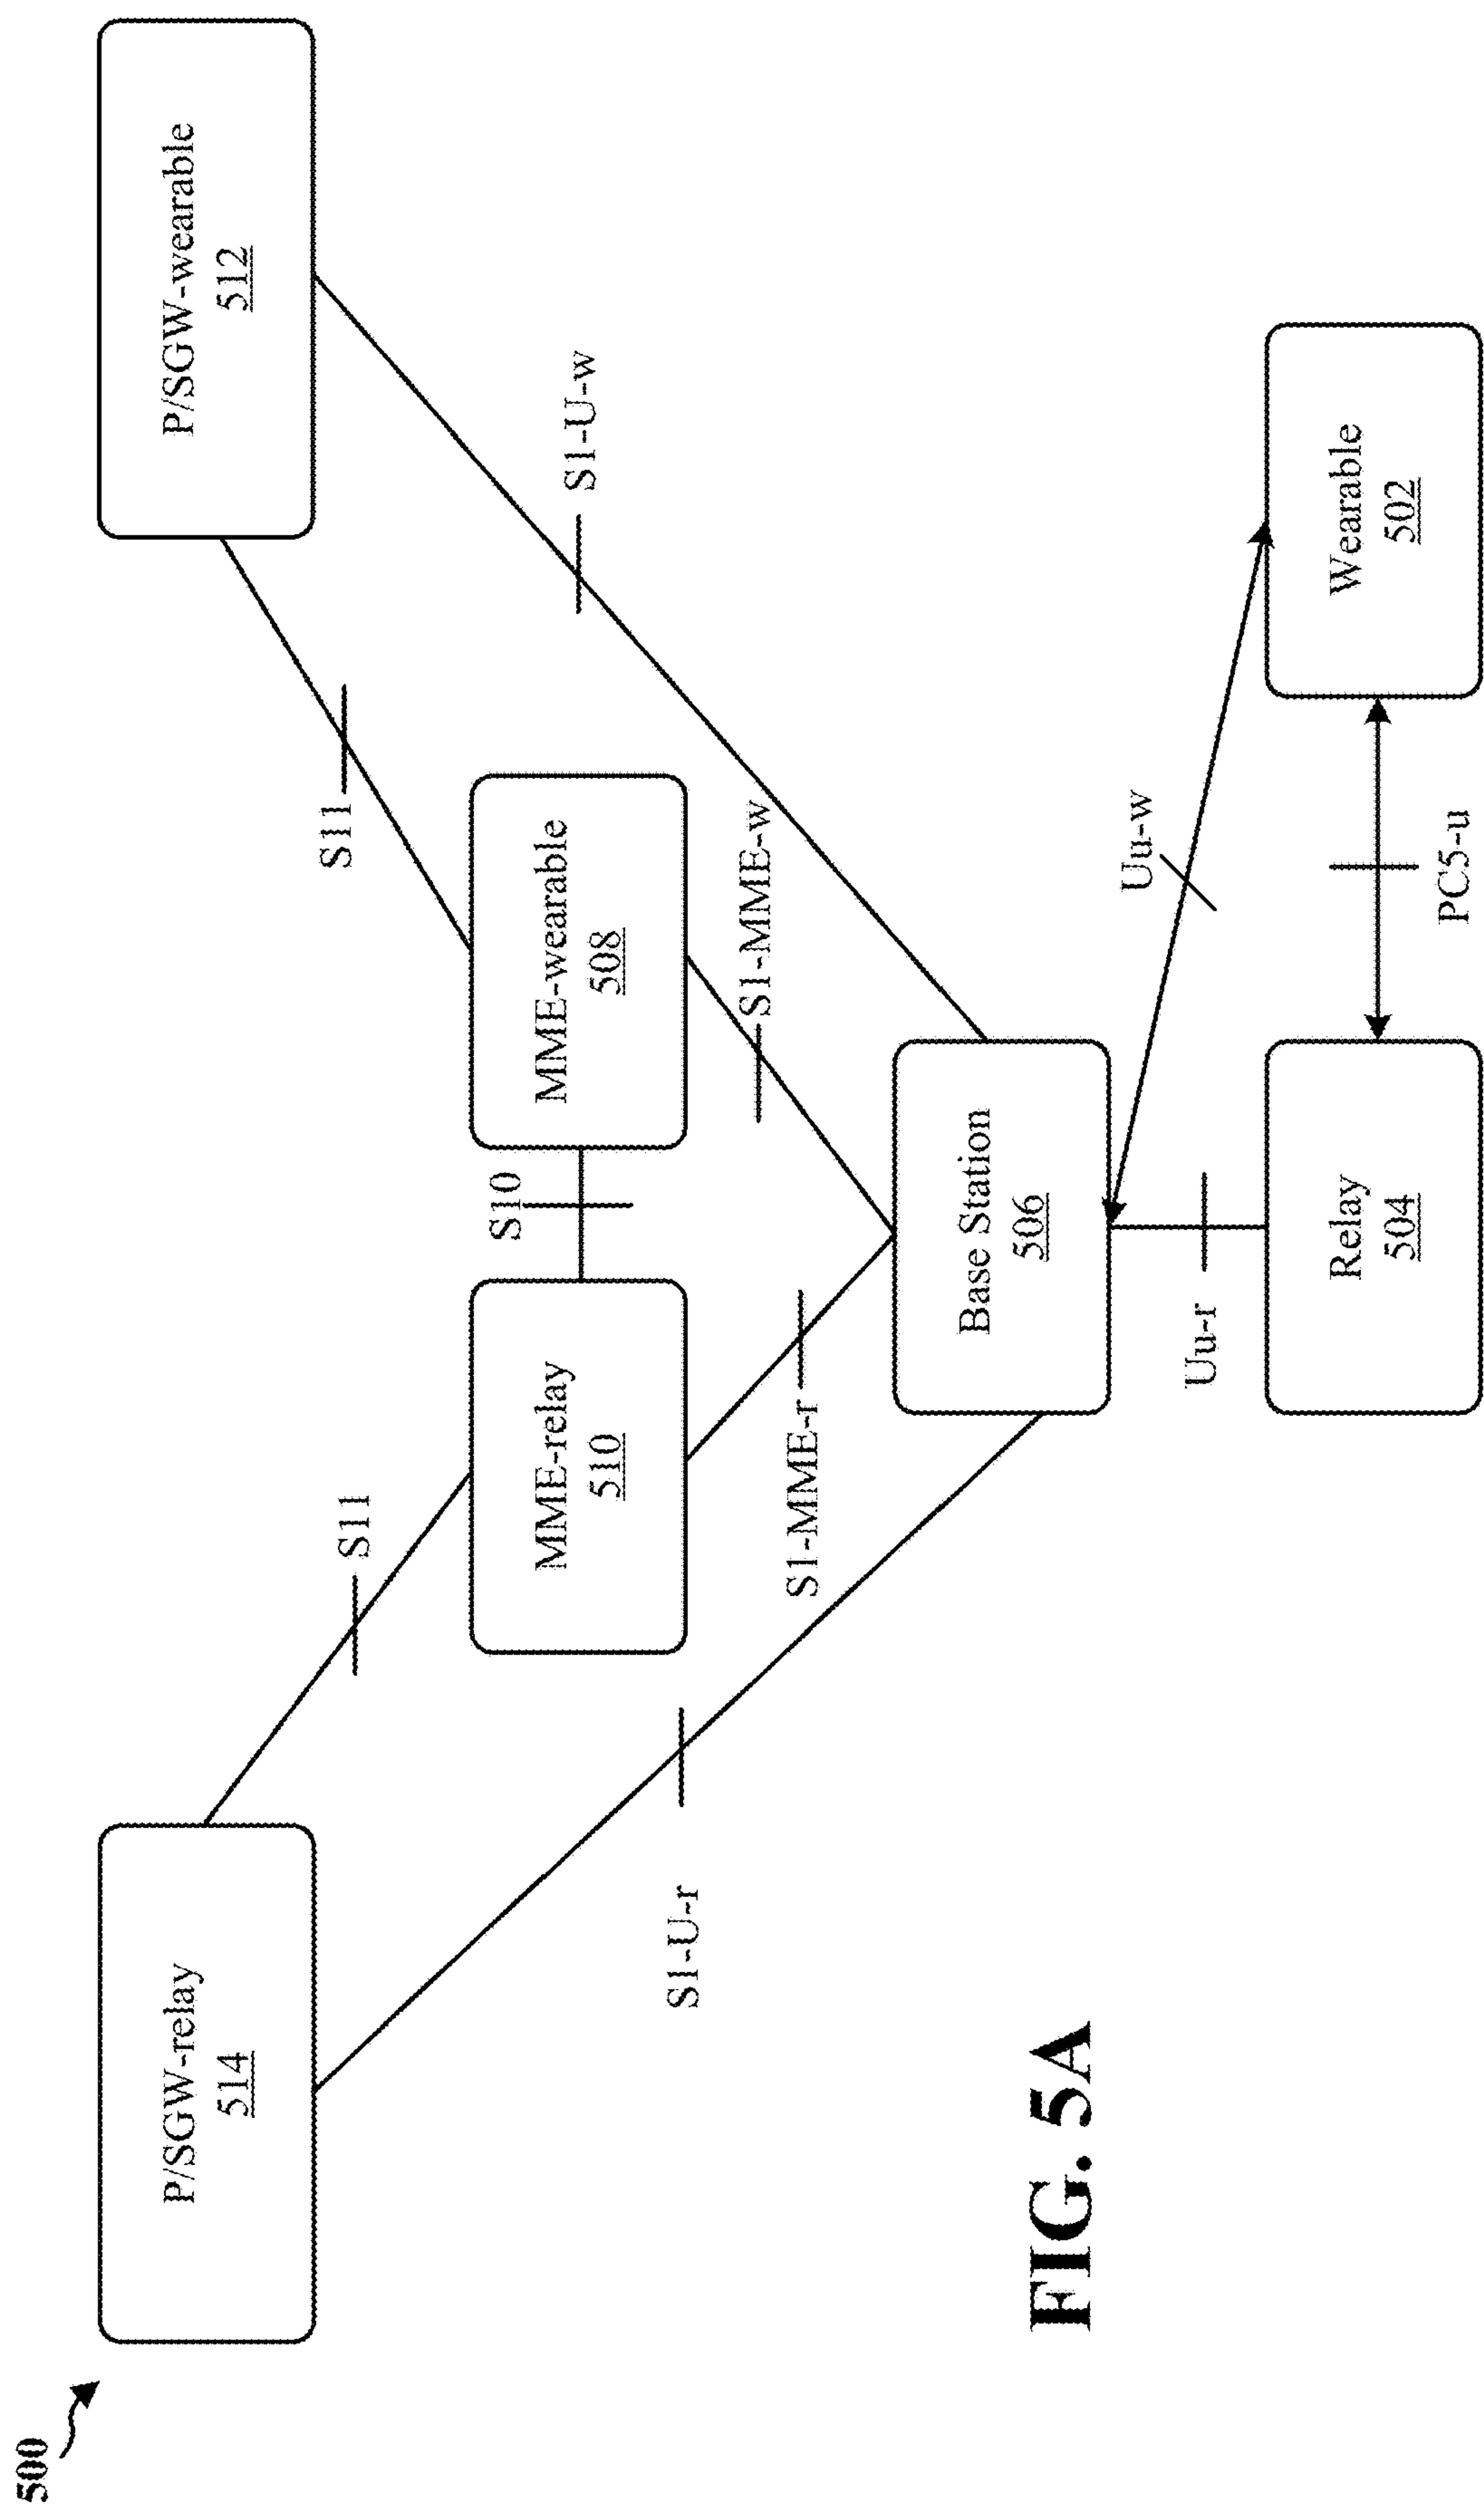 500
P/SGW-relay
514
P/SGW-wearable
512
S11
S11
S10
MME-relay
510
MME-wearable
508
S1-U-r
S1-U-w
S1-MME-r
S1-MME-w
Base Station
506
Uu-r
Uu-w
Relay
504
Wearable
502
PC5-u
FIG. 5A